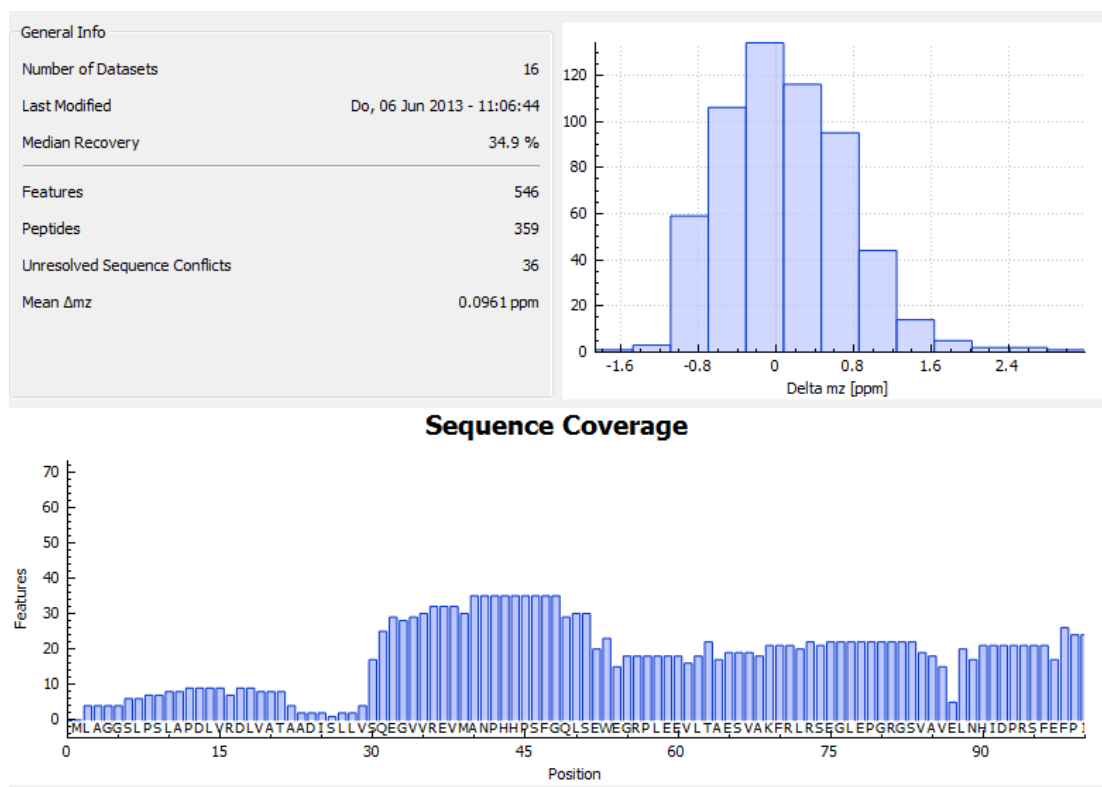 General Info
Number of Datasets 16
Last Modified Do, 06 Jun 2013 - 11:06:44
Median Recovery 34.9 %
Features 546
Peptides 359
Unresolved Sequence Conflicts 36
Mean Δmz 0.0961 ppm
120
100
80
60
40
20
0
-1.6 -0.8 0 0.8 1.6 2.4
Delta mz [ppm]
Sequence Coverage
70
60
50
40
30
20
10
0
Features
MLAGGSLPSLAPDLVRDLVATAADISLLVSQEGVVREVMANPHHPSFGQLSEWEGRPLEEVLTAESVAKFRLRSEGLEPGRGSVAVELNHIDPRSFEFPI
0 15 30 45 60 75 90
Position